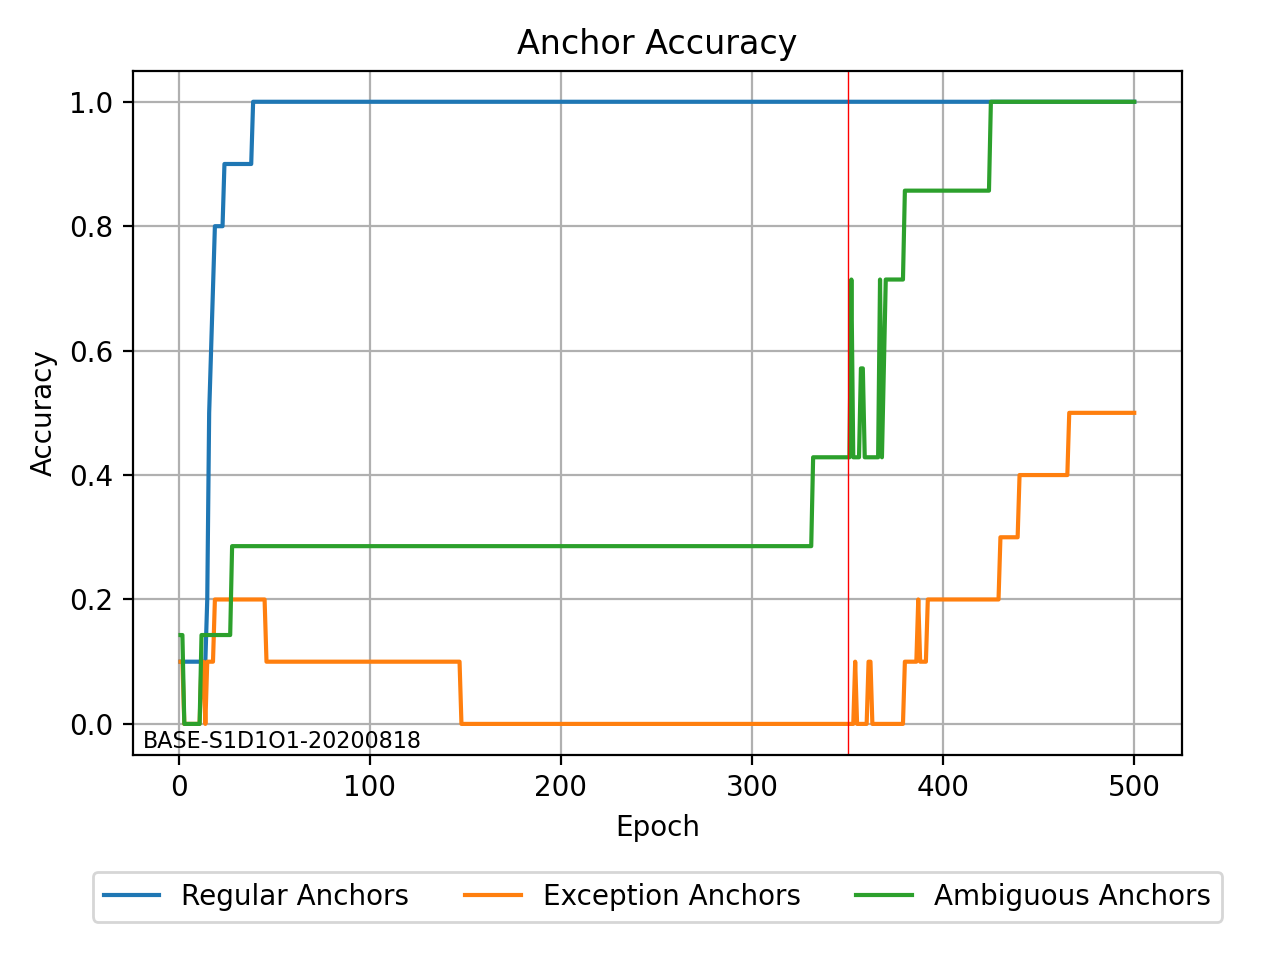 Anchor Accuracy
1.0
0.8
0.6
0.4
0.2
0.0
Accuracy
BASE-S1D1O1-20200818
0 100 200 300 400 500
Epoch
Regular Anchors Exception Anchors Ambiguous Anchors